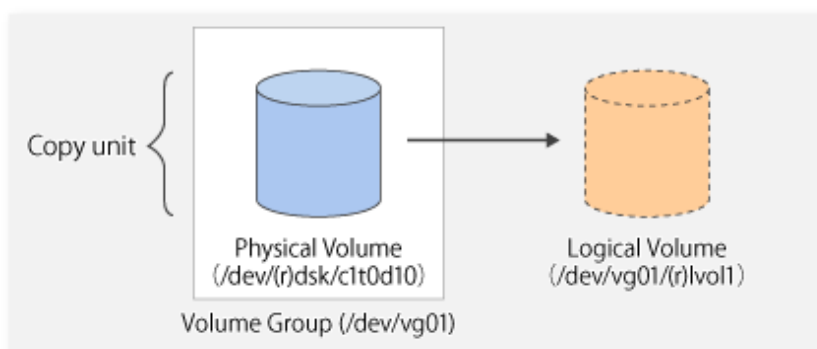 Copy unit
Physical Volume
(/dev/(r)dsk/c1t0d10)
Logical Volume
(/dev/vg01/(r)lvol1)
Volume Group (/dev/vg01)